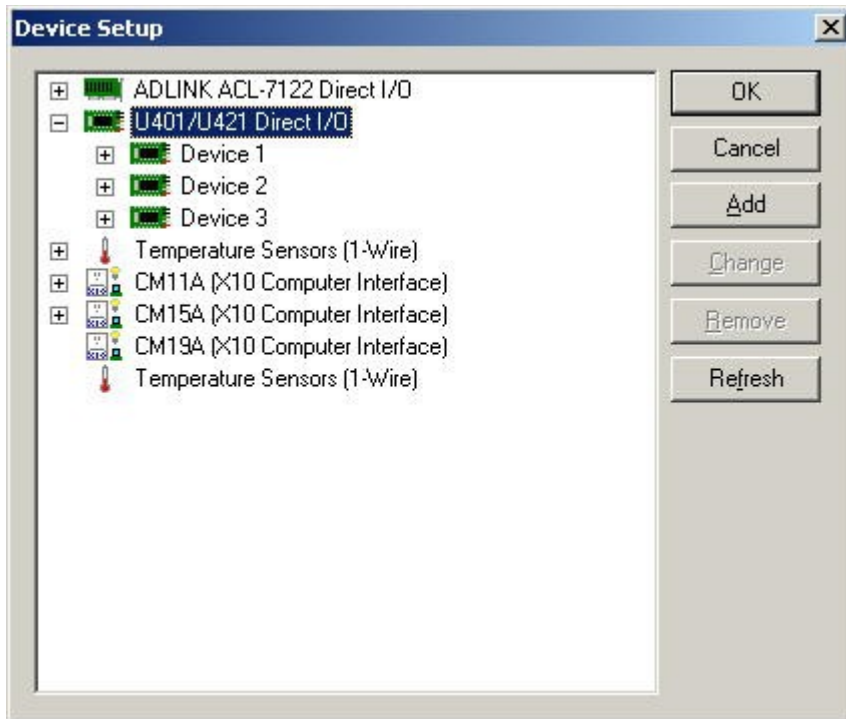 Device Setup
ADLINK ACL-7122 Direct I/O
U401/U421 Direct I/O
Device 1
Device 2
Device 3
Temperature Sensors (1-Wire)
CM11A (X10 Computer Interface)
CM15A (X10 Computer Interface)
CM19A (X10 Computer Interface)
Temperature Sensors (1-Wire)
OK
Cancel
Add
Change
Remove
Refresh